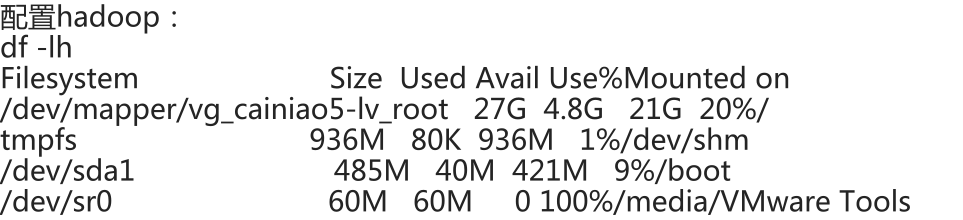 配置hadoop：
df -lh
Filesystem                        Size  Used Avail Use%Mounted on
/dev/mapper/vg_cainiao5-lv_root   27G  4.8G   21G  20%/
tmpfs                             936M   80K  936M   1%/dev/shm
/dev/sda1                         485M   40M  421M   9%/boot
/dev/sr0                          60M   60M     0 100%/media/VMware Tools